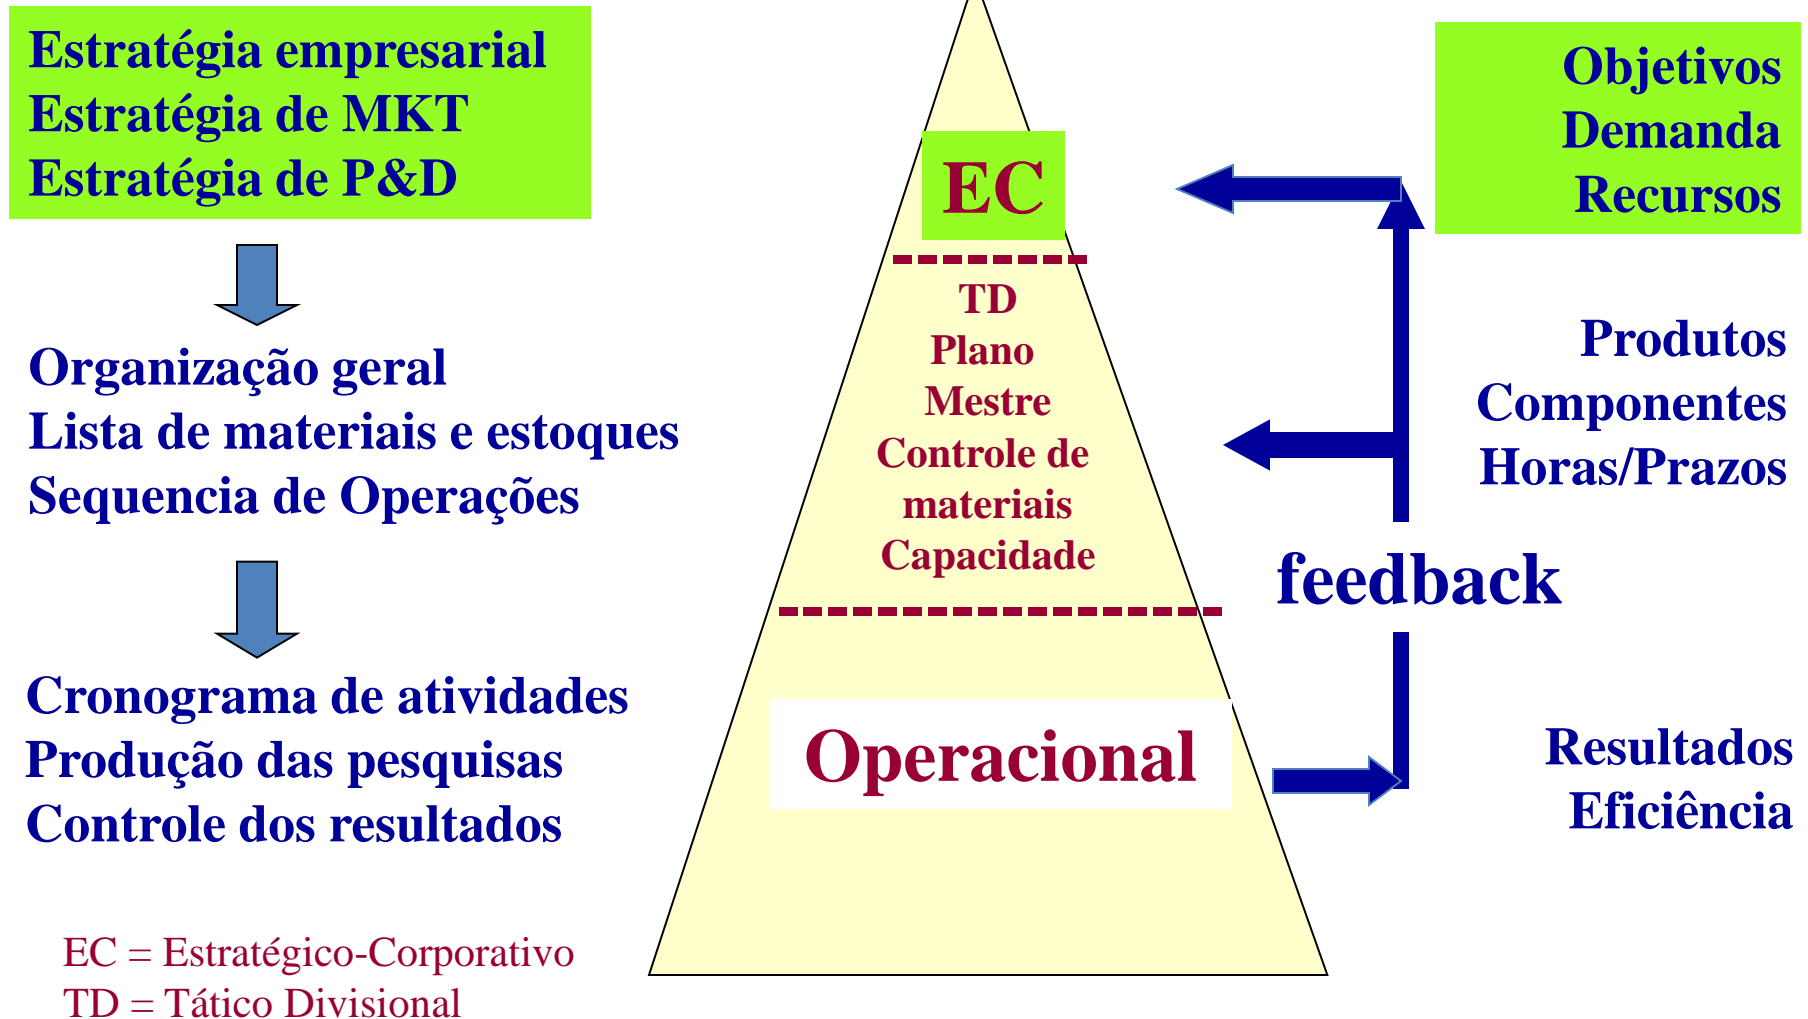 Estratégia empresarial
Estratégia de MKT
Estratégia de P&D
Organização geral
Lista de materiais e estoques
Sequencia de Operações
Cronograma de atividades
Produção das pesquisas
Controle dos resultados
EC = Estratégico-Corporativo
TD = Tático Divisional
EC
TD
Plano
Mestre
Controle de
materiais
Capacidade
Operacional
Objetivos
Demanda
Recursos
Produtos
Componentes
Horas/Prazos
feedback
Resultados
Eficiência